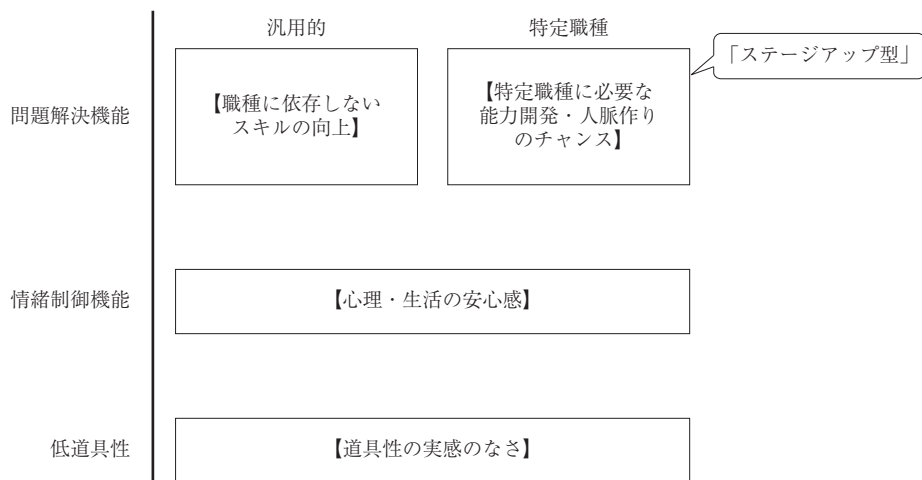 汎用的
特定職種
「ステージアップ型」
問題解決機能
【職種に依存しない
スキルの向上】
【特定職種に必要な
能力開発・人脈作り
のチャンス】
情緒制御機能
【心理・生活の安心感】
低道具性
【道具性の実感のなさ】